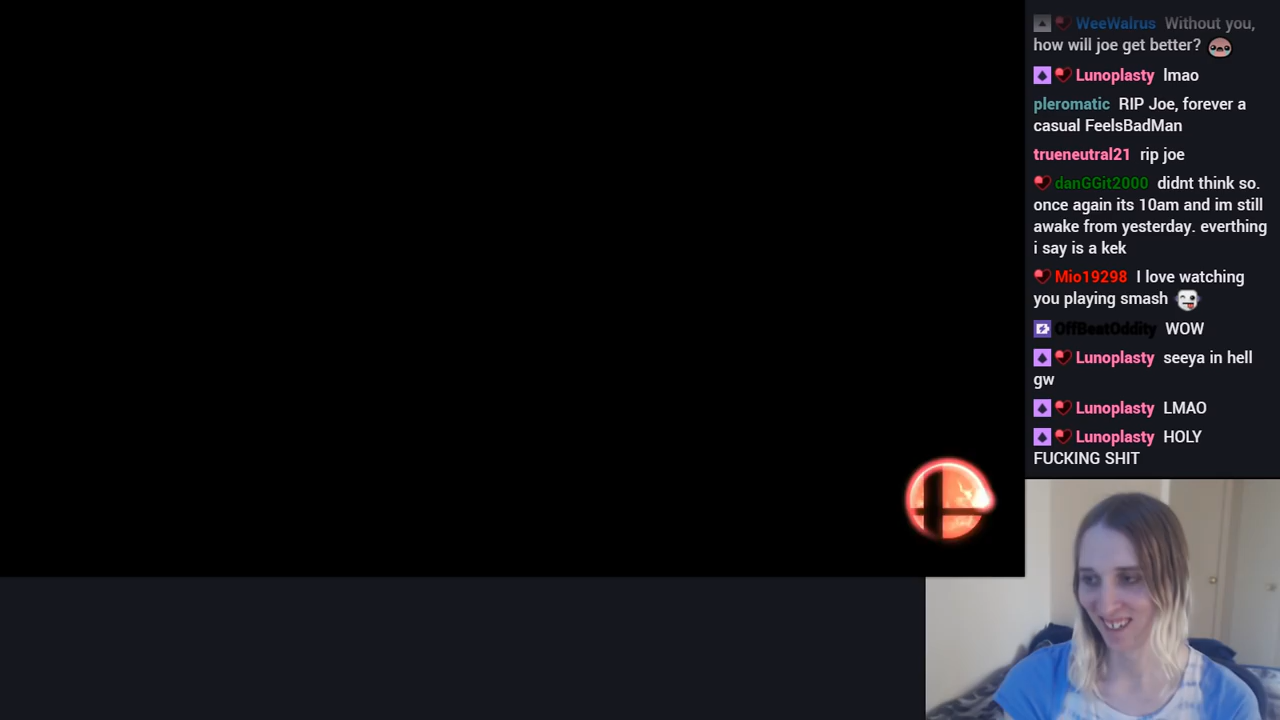 WeeWalrus Without you,
how will joe get better?
Lunoplasty lmao
pleromatic RIP Joe, forever a
casual FeelsBadMan
trueneutral21 rip joe
danGGit2000 didnt think so.
once again its 10am and im still
awake from yesterday. everthing
i say is a kek
Mio19298 I love watching
you playing smash
OffBeatOddity WOW
Lunoplasty seeya in hell
gw
Lunoplasty LMAO
Lunoplasty HOLY
FUCKING SHIT